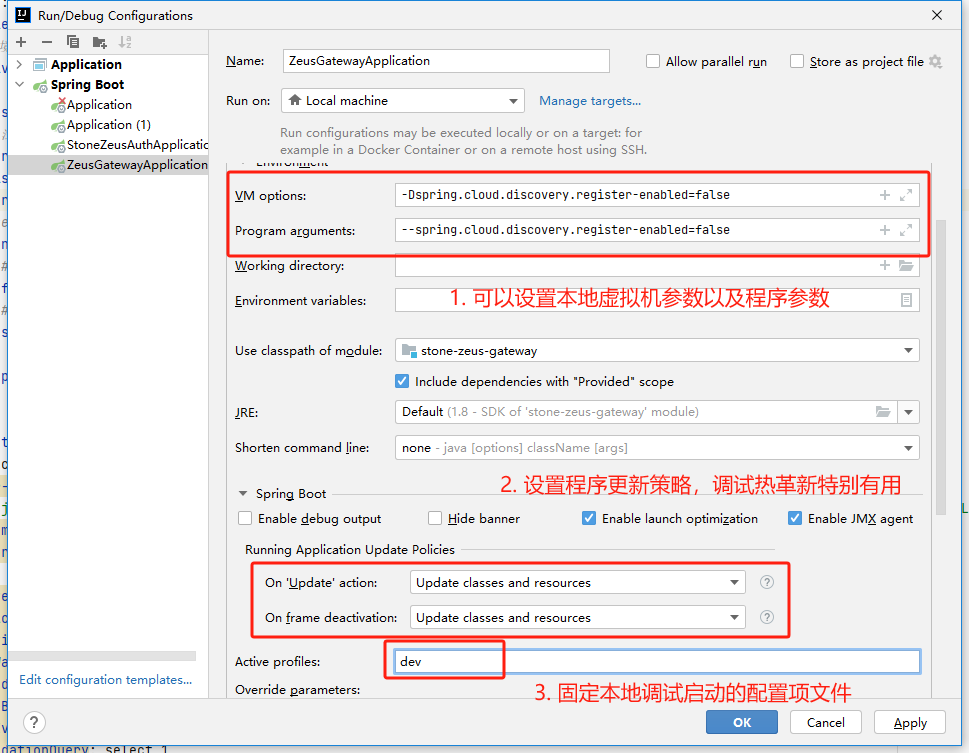 Run/Debug Configurations
Application
Spring Boot
Application
Application (1)
StoneZeusAuthApplicatio
ZeusGatewayApplication
Edit configuration templates...
Name: ZeusGatewayApplication Allow parallel run Store as project file
Run on: Local machine Manage targets...
Run configurations may be executed locally or on a target: for
example in a Docker Container or on a remote host using SSH.
Environment
VM options: -Dspring.cloud.discovery.register-enabled=false
Program arguments: --spring.cloud.discovery.register-enabled=false
Working directory:
Environment variables:
1. 可以设置本地虚拟机参数以及程序参数
Use classpath of module: stone-zeus-gateway
Include dependencies with "Provided" scope
JRE: Default (1.8 - SDK of 'stone-zeus-gateway' module)
Shorten command line: none - java [options] className [args]
2. 设置程序更新策略，调试热革新特别有用
Spring Boot
Enable debug output Hide banner Enable launch optimization Enable JMX agent
Running Application Update Policies
On 'Update' action: Update classes and resources
On frame deactivation: Update classes and resources
Active profiles: dev
Override parameters:
3. 固定本地调试启动的配置项文件
OK Cancel Apply
dationQuery: select 1